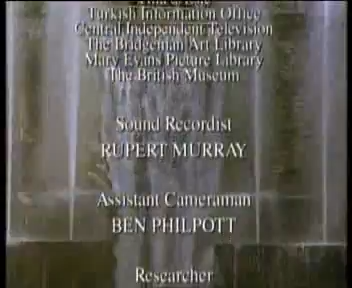 Turkish Information Office
Central Independent Television
The Bridgeman Art Library
Mary Evans Picture Library
The British Museum
Sound Recordist
RUPERT MURRAY
Assistant Cameraman
BEN PHILPOTT
Researcher